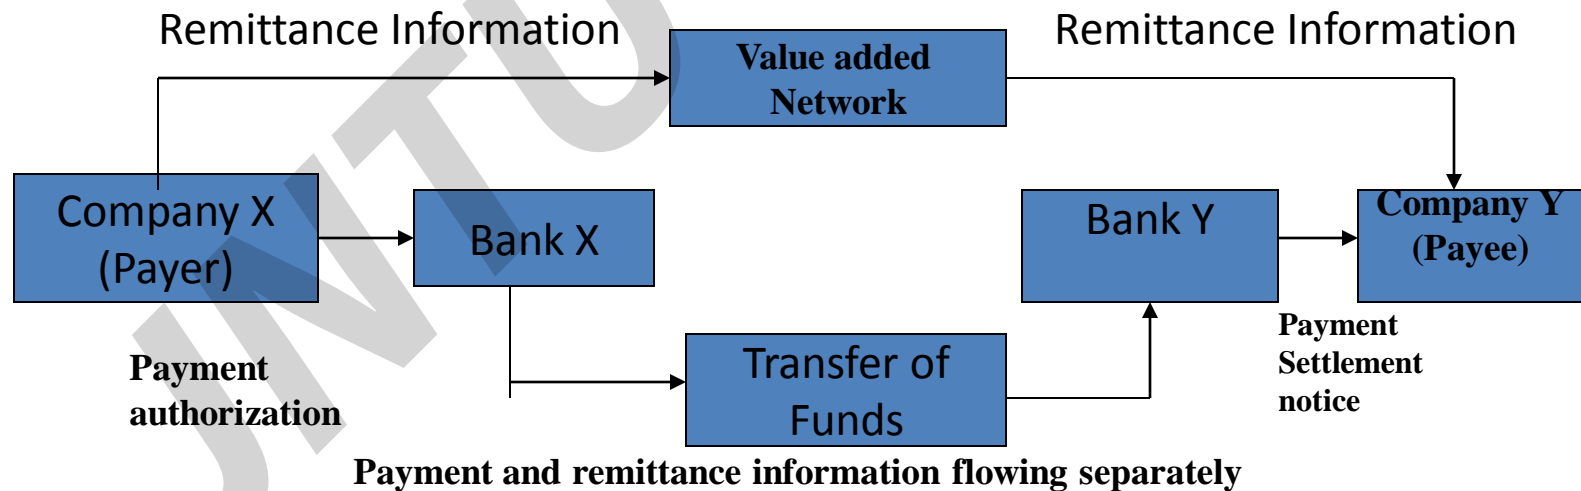 Remittance Information
Remittance Information
Value added
Network
Company X
(Payer)
Bank X
Bank Y
Company Y
(Payee)
Payment
authorization
Transfer of
Funds
Payment
Settlement
notice
Payment and remittance information flowing separately
JNTU